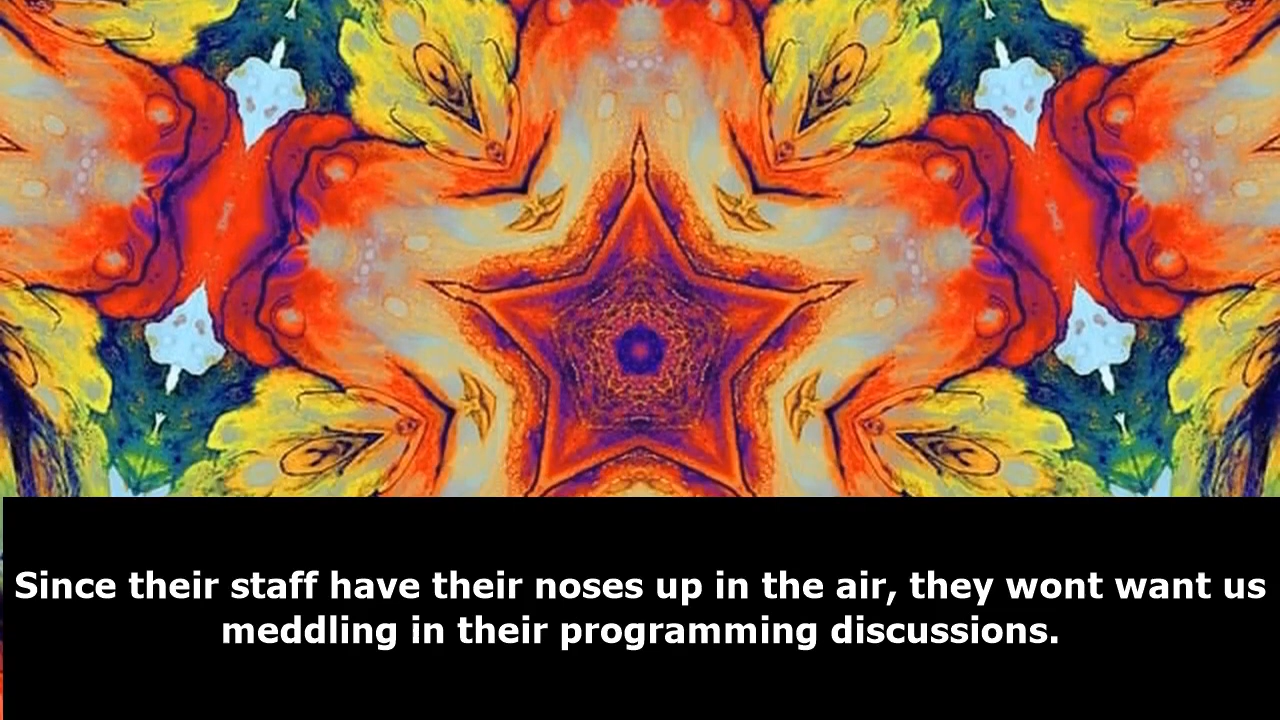 Since their staff have their noses up in the air, they wont want us
meddling in their programming discussions.